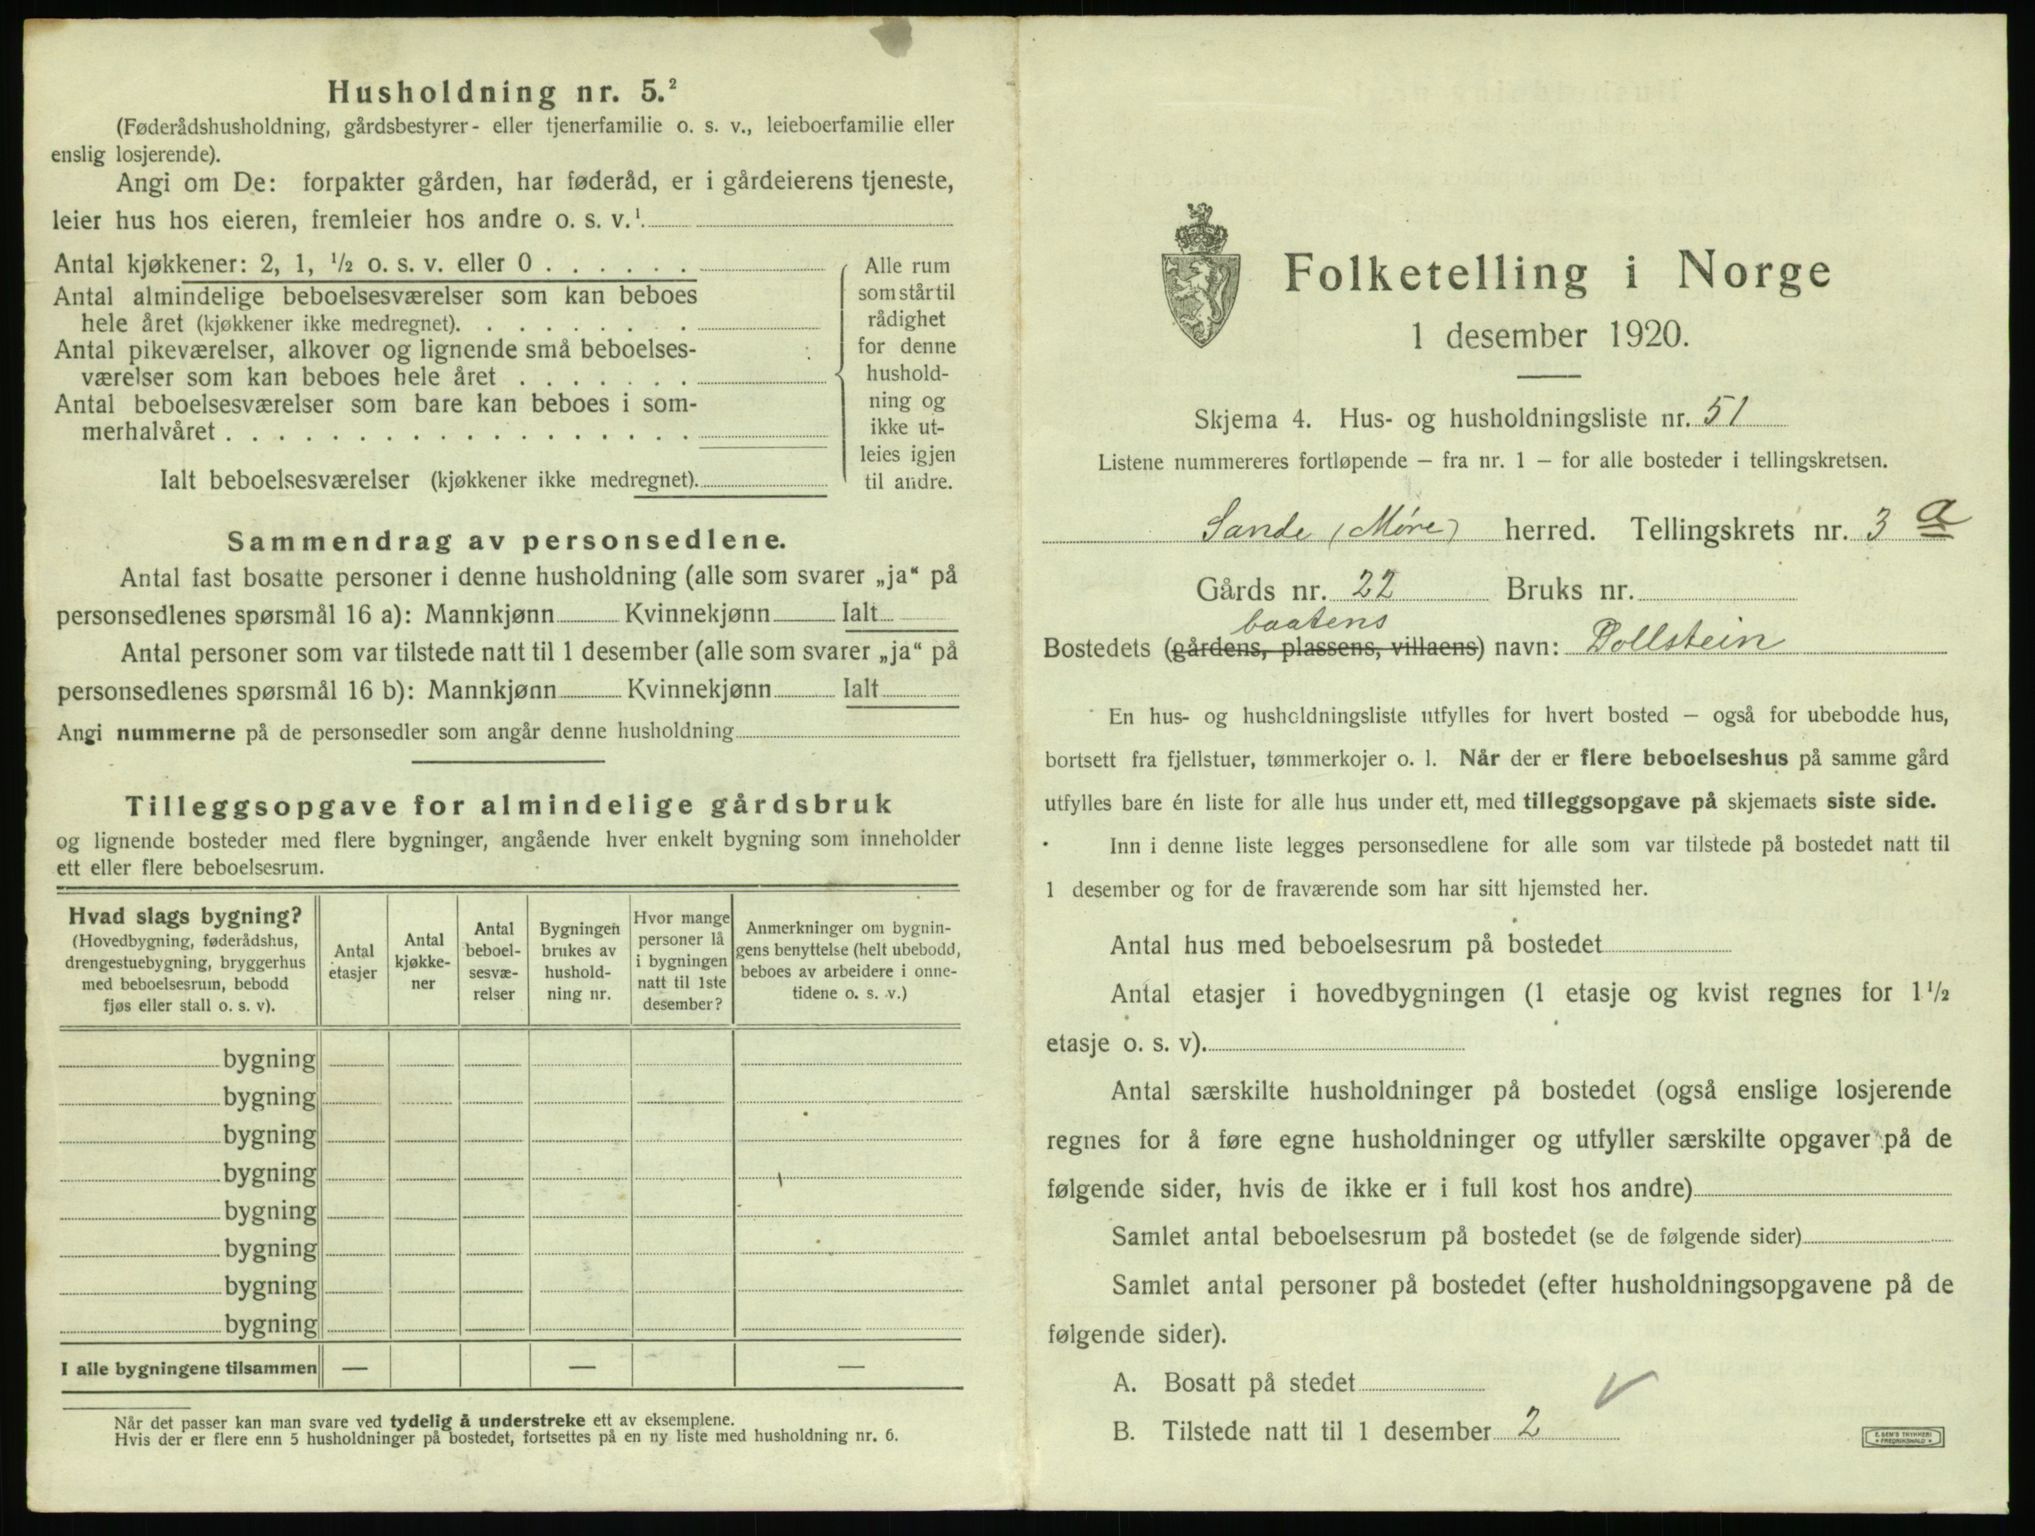 Husholdning nr. 5.²
(Føderådshusholdning, gårdsbestyrer- eller tjenerfamilie o. s. v., leieboerfamilie eller
enslig losjerende).
Angi om De: forpakter gården, har føderåd, er i gårdeierens tjeneste,
leier hus hos eieren, fremleier hos andre o. s. v.¹
Antal kjøkkener: 2, 1, ½ o. s. v. eller 0 . . . . . .
Antal almindelige beboelsesværelser som kan beboes
hele året (kjøkkener ikke medregnet). . . . . . . . .
Antal pikeværelser, alkover og lignende små beboelses-
værelser som kan beboes hele året . . . . . . .
Antal beboelsesværelser som bare kan beboes i som-
merhalvåret . . . . . . . . . . . . . . . . . .
Ialt beboelsesværelser (kjøkkener ikke medregnet).
Alle rum
som står til
rådighet
for denne
hushold-
ning og
ikke ut-
leies igjen
til andre.
Sammendrag av personsedlene.
Antal fast bosatte personer i denne husholdning (alle som svarer „ja“ på
personsedlenes spørsmål 16 a): Mannkjønn Kvinnekjønn Ialt
Antal personer som var tilstede natt til 1 desember (alle som svarer „ja“ på
personsedlenes spørsmål 16 b): Mannkjønn Kvinnekjønn Ialt
Angi nummerne på de personsedler som angår denne husholdning
Tilleggsopgave for almindelige gårdsbruk
og lignende bosteder med flere bygninger, angående hver enkelt bygning som inneholder
ett eller flere beboelsesrum.
Hvad slags bygning?
(Hovedbygning, føderådshus,
drengestuebygning, bryggerhus
med beboelsesrum, bebodd
fjøs eller stall o. s. v).
Antal
etasjer
Antal
kjøkke-
ner
Antal
beboel-
sesvæ-
relser
Bygningen
brukes av
hushold-
ning nr.
Hvor mange
personer lå
i bygningen
natt til 1ste
desember?
Anmerkninger om bygnin-
gens benyttelse (helt ubebodd,
beboes av arbeidere i onne-
tidene o. s. v.)
bygning
bygning
bygning
bygning
bygning
bygning
bygning
bygning
I alle bygningene tilsammen — — —
Når det passer kan man svare ved tydelig å understreke ett av eksemplene.
Hvis der er flere enn 5 husholdninger på bostedet, fortsettes på en ny liste med husholdning nr. 6.
Folketelling i Norge
1 desember 1920.
Skjema 4. Hus- og husholdningsliste nr. 51
Listene nummereres fortløpende – fra nr. 1 – for alle bosteder i tellingskretsen.
Sande (Møre) herred. Tellingskrets nr. 3 a
Gårds nr. 22 Bruks nr.
baatens
Bostedets (gårdens, plassens, villaens) navn: Dollstein
En hus- og husholdningsliste utfylles for hvert bosted – også for ubebodde hus,
bortsett fra fjellstuer, tømmerkojer o. l. Når der er flere beboelseshus på samme gård
utfylles bare én liste for alle hus under ett, med tilleggsopgave på skjemaets siste side.
Inn i denne liste legges personsedlene for alle som var tilstede på bostedet natt til
1 desember og for de fraværende som har sitt hjemsted her.
Antal hus med beboelsesrum på bostedet
Antal etasjer i hovedbygningen (1 etasje og kvist regnes for 1½
etasje o. s. v).
Antal særskilte husholdninger på bostedet (også enslige losjerende
regnes for å føre egne husholdninger og utfyller særskilte opgaver på de
følgende sider, hvis de ikke er i full kost hos andre)
Samlet antal beboelsesrum på bostedet (se de følgende sider)
Samlet antal personer på bostedet (efter husholdningsopgavene på de
følgende sider).
A. Bosatt på stedet
B. Tilstede natt til 1 desember 2